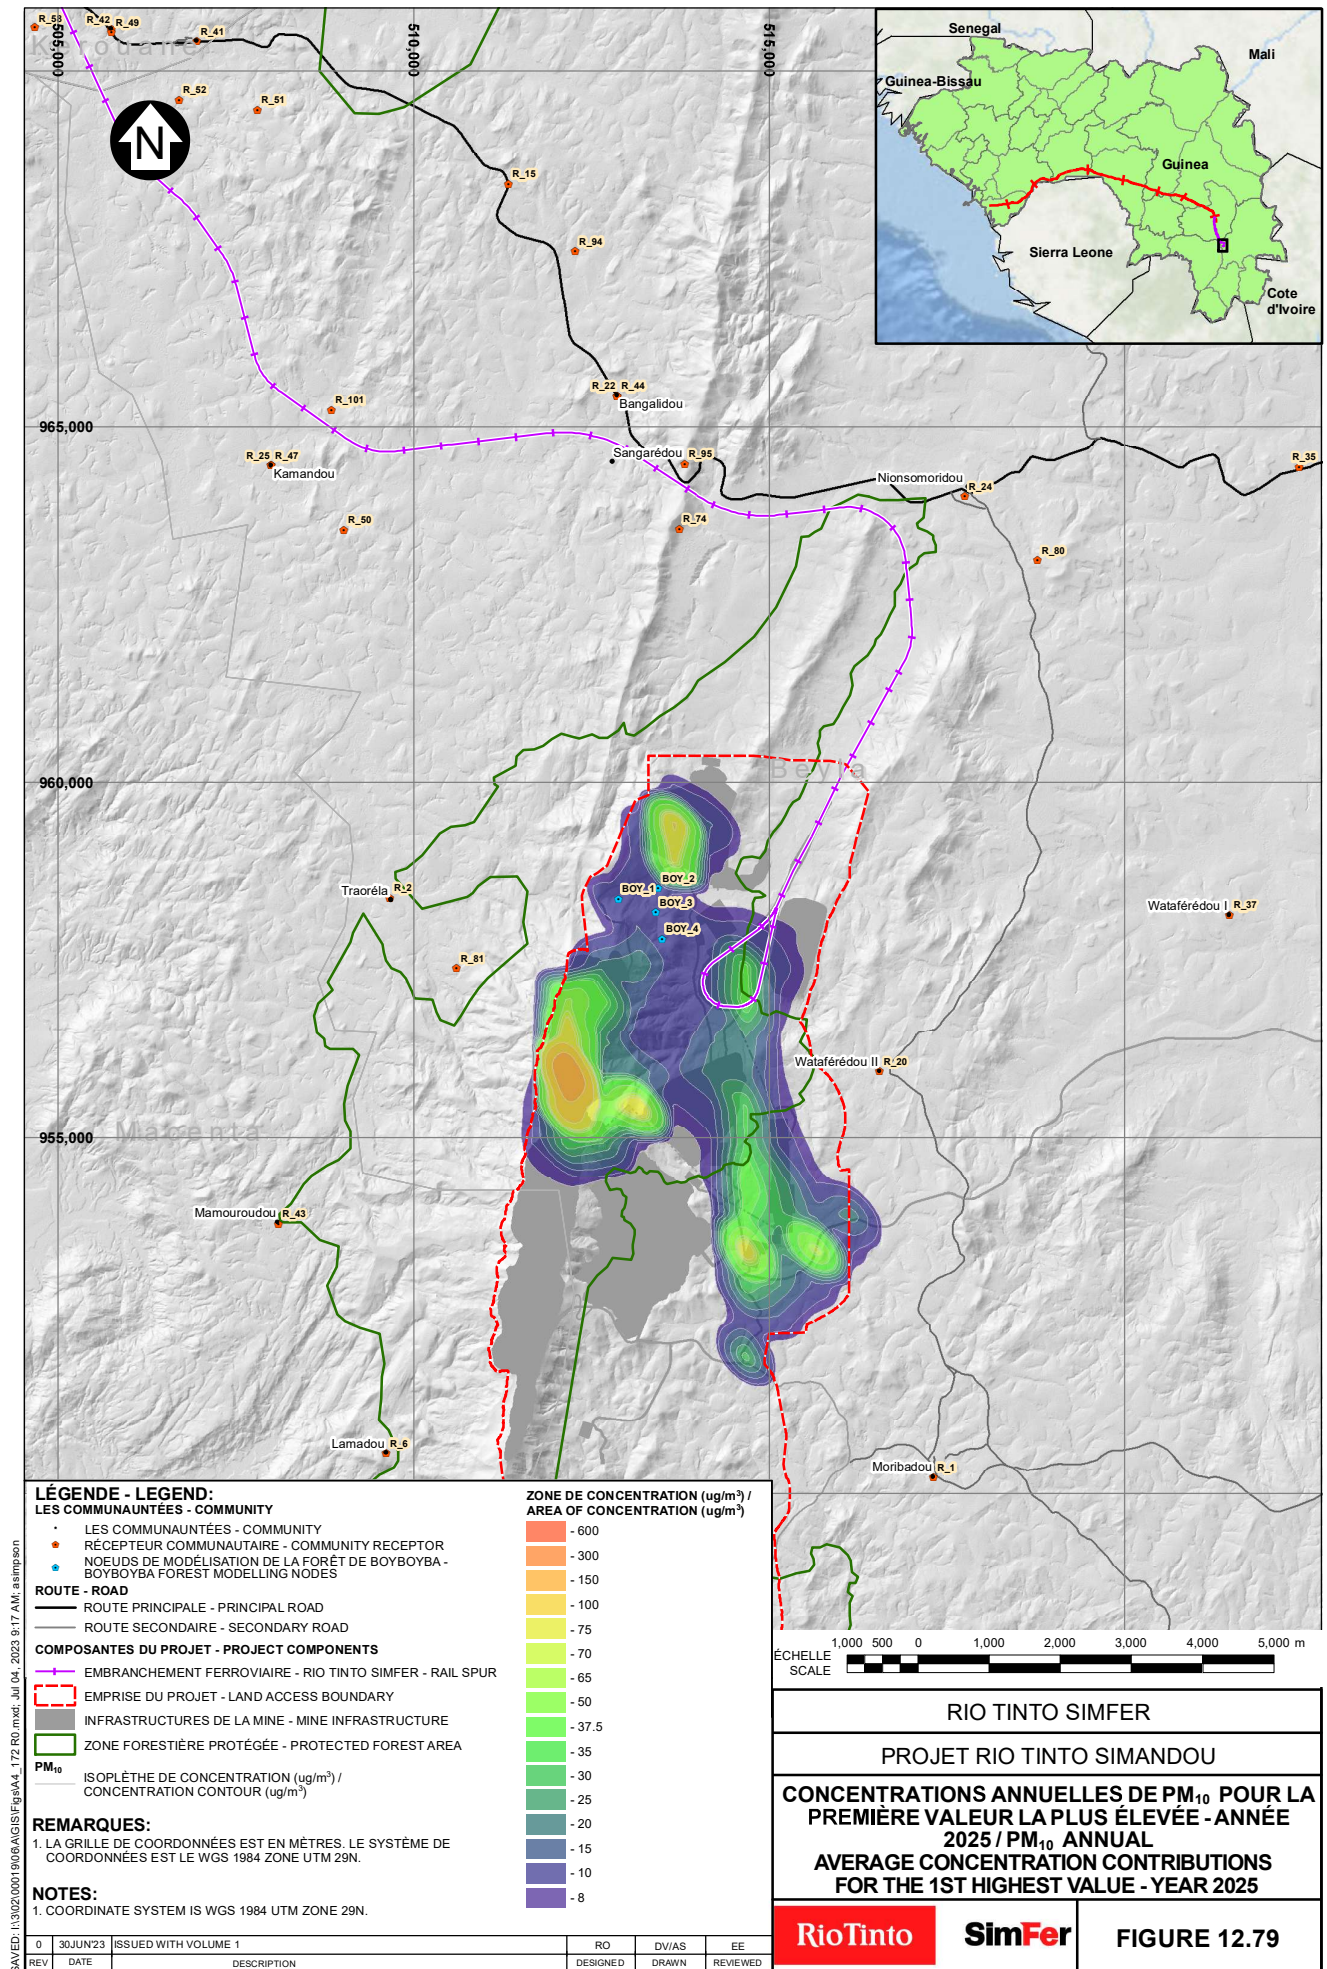 R_53
R_42
R_49
R_41
505,000
510,000
515,000
Kérouané
R_52
R_51
N
R_15
R_94
Senegal
Mali
Guinea-Bissau
Guinea
Sierra Leone
Cote
d'Ivoire
R_22
R_44
Bangalidou
R_101
965,000
R_25
R_47
Kamandou
Sangarédou
R_95
R_35
Nionsomoridou
R_24
R_50
R_74
R_80
960,000
Beyla
Traoréla
R_2
BOY_1
BOY_2
BOY_3
BOY_4
Wataférédou I
R_37
R_81
Wataférédou II
R_20
955,000
Macenta
Mamouroudou
R_43
Lamadou
R_6
Moribadou
R_1
LÉGENDE - LEGEND:
LES COMMUNAUNTÉES - COMMUNITY
LES COMMUNAUNTÉES - COMMUNITY
RÉCEPTEUR COMMUNAUTAIRE - COMMUNITY RECEPTOR
NOEUDS DE MODÉLISATION DE LA FORÊT DE BOYBOYBA -
BOYBOYBA FOREST MODELLING NODES
ROUTE - ROAD
ROUTE PRINCIPALE - PRINCIPAL ROAD
ROUTE SECONDAIRE - SECONDARY ROAD
COMPOSANTES DU PROJET - PROJECT COMPONENTS
EMBRANCHEMENT FERROVIAIRE - RIO TINTO SIMFER - RAIL SPUR
EMPRISE DU PROJET - LAND ACCESS BOUNDARY
INFRASTRUCTURES DE LA MINE - MINE INFRASTRUCTURE
ZONE FORESTIÈRE PROTÉGÉE - PROTECTED FOREST AREA
PM10
ISOPLÈTHE DE CONCENTRATION (ug/m³) /
CONCENTRATION CONTOUR (ug/m³)
REMARQUES:
1. LA GRILLE DE COORDONNÉES EST EN MÈTRES. LE SYSTÈME DE
COORDONNÉES EST LE WGS 1984 ZONE UTM 29N.
NOTES:
1. COORDINATE SYSTEM IS WGS 1984 UTM ZONE 29N.
ZONE DE CONCENTRATION (ug/m³) /
AREA OF CONCENTRATION (ug/m³)
- 600
- 300
- 150
- 100
- 75
- 70
- 65
- 50
- 37.5
- 35
- 30
- 25
- 20
- 15
- 10
- 8
ÉCHELLE
SCALE
1,000 500 0 1,000 2,000 3,000 4,000 5,000 m
RIO TINTO SIMFER
PROJET RIO TINTO SIMANDOU
CONCENTRATIONS ANNUELLES DE PM10 POUR LA
PREMIÈRE VALEUR LA PLUS ÉLEVÉE - ANNÉE
2025 / PM10 ANNUAL
AVERAGE CONCENTRATION CONTRIBUTIONS
FOR THE 1ST HIGHEST VALUE - YEAR 2025
RioTinto
SimFer
FIGURE 12.79
0 30JUN'23 ISSUED WITH VOLUME 1 RO DV/AS EE
REV DATE DESCRIPTION DESIGNED DRAWN REVIEWED